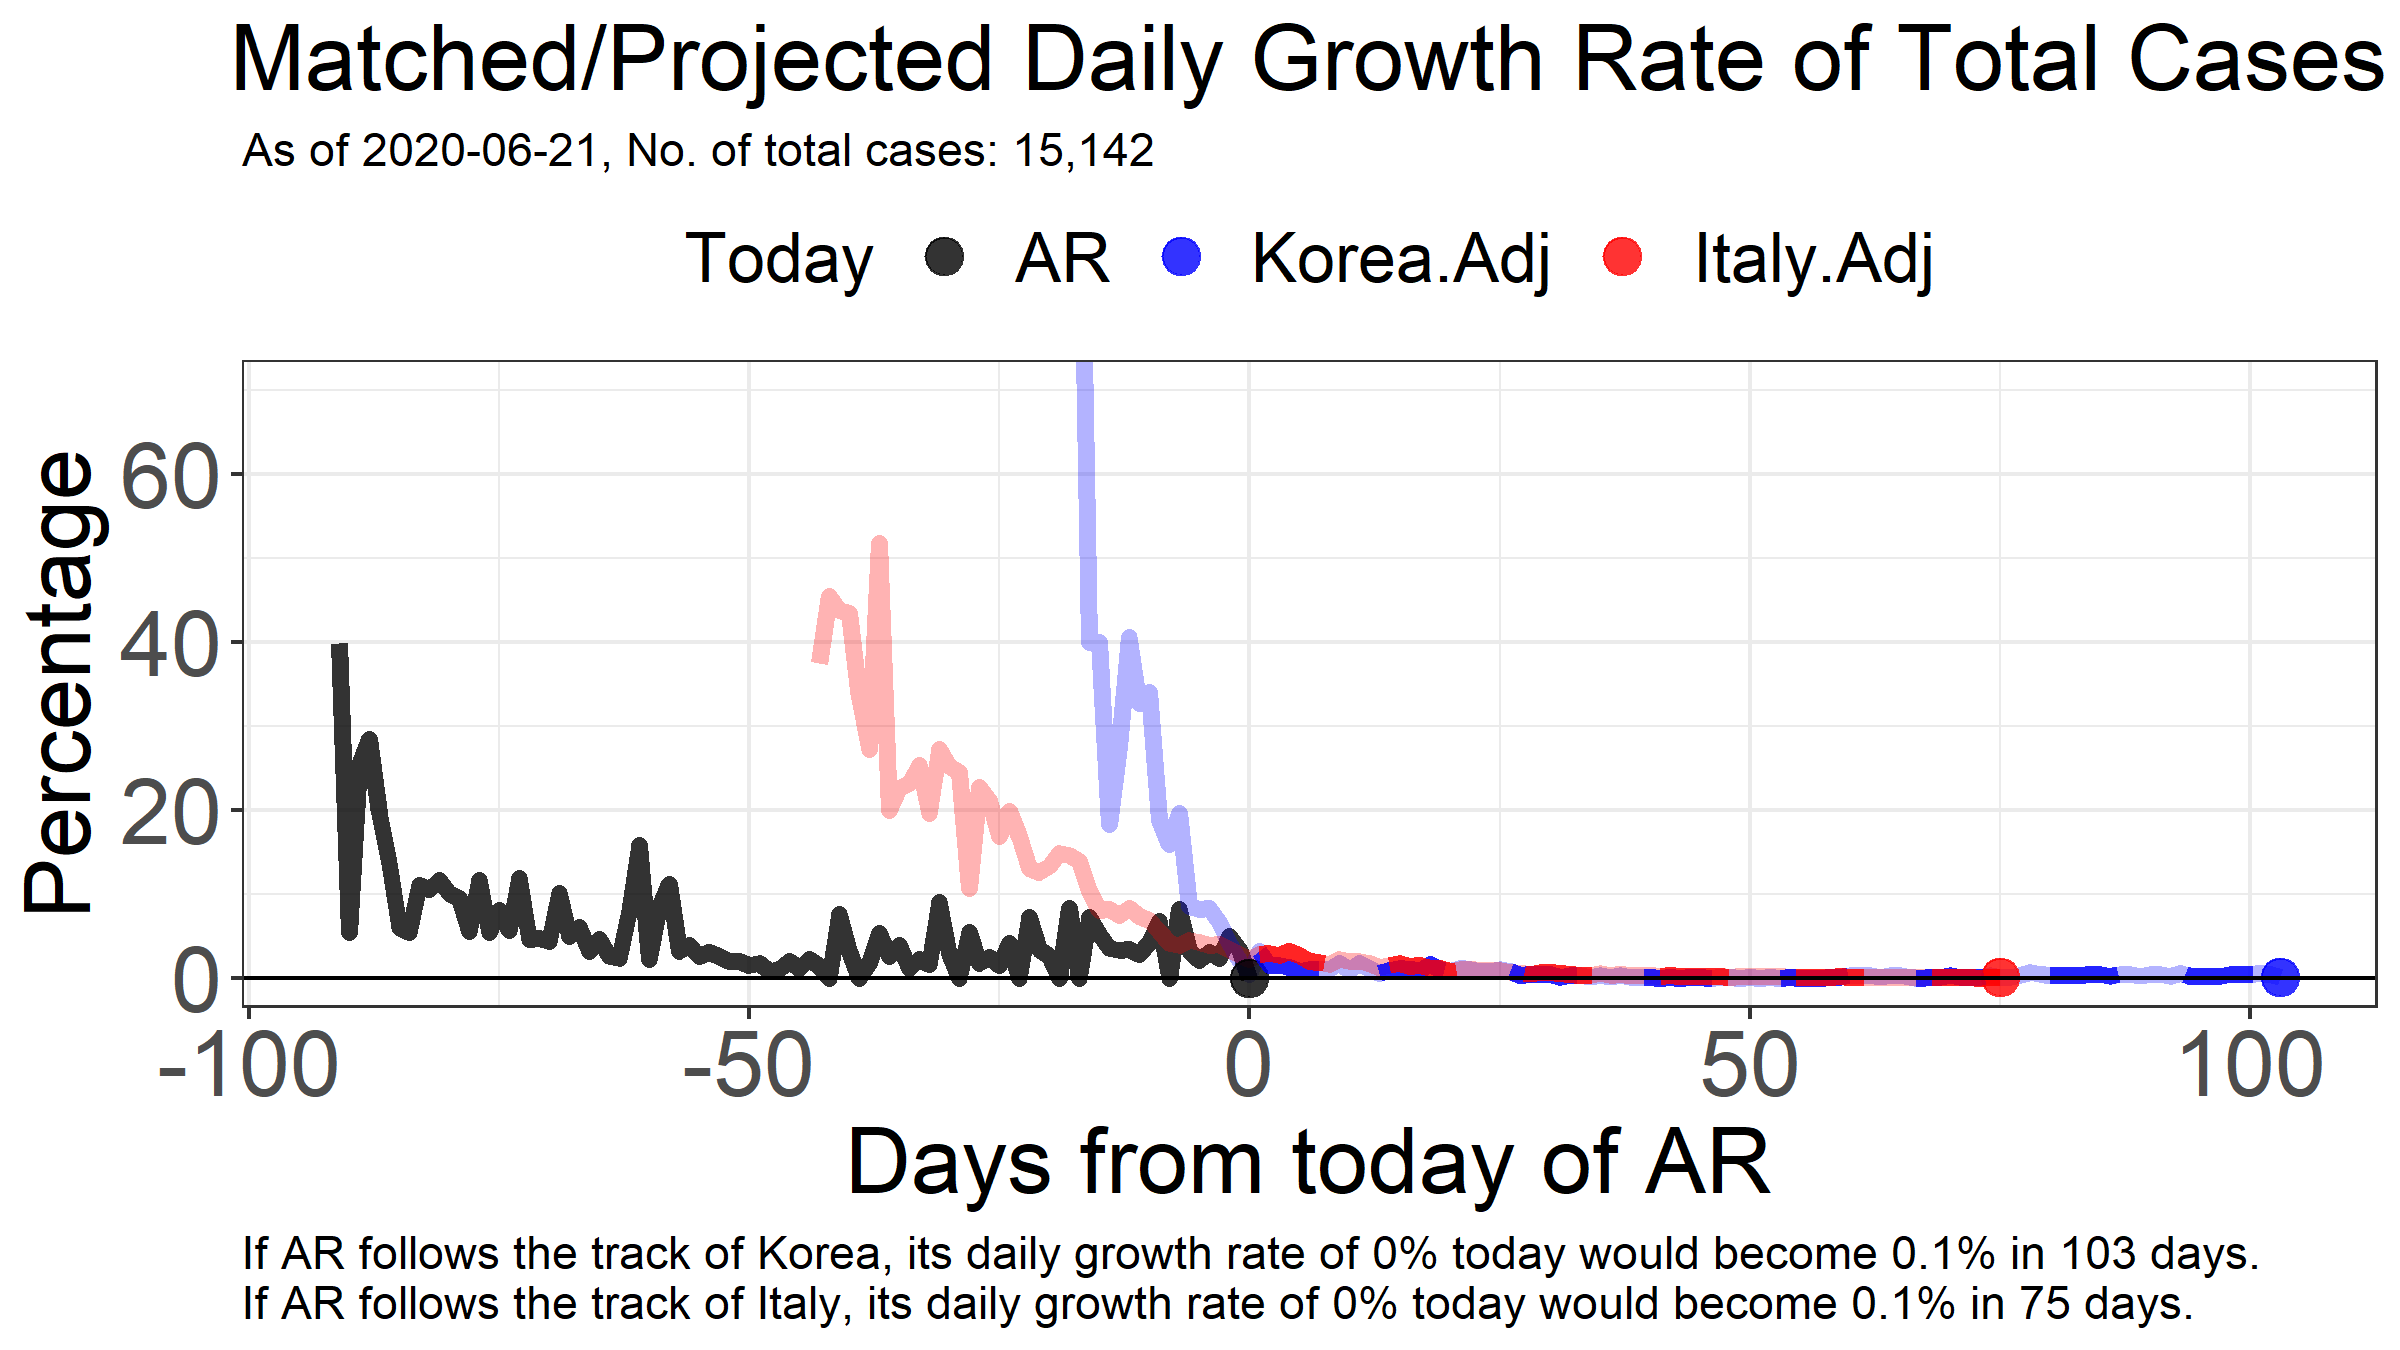 Matched/Projected Daily Growth Rate of Total Cases
As of 2020-06-21, No. of total cases: 15,142
Today AR Korea.Adj Italy.Adj
Percentage
60
40
20
0
-100 -50 0 50 100
Days from today of AR
If AR follows the track of Korea, its daily growth rate of 0% today would become 0.1% in 103 days.
If AR follows the track of Italy, its daily growth rate of 0% today would become 0.1% in 75 days.